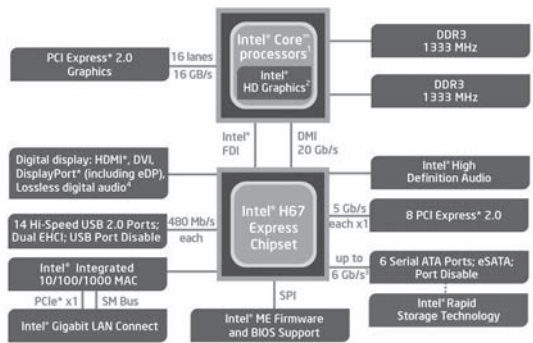 PCI Express* 2.0
Graphics
16 lanes
16 GB/s
Intel® Core™
processors¹
Intel®
HD Graphics²
DDR3
1333 MHz
DDR3
1333 MHz
Intel®
FDI
DMI
20 Gb/s
Digital display: HDMI*, DVI,
DisplayPort* (including eDP),
Lossless digital audio⁴
14 Hi-Speed USB 2.0 Ports;
Dual EHCI; USB Port Disable
480 Mb/s
each
Intel® Integrated
10/100/1000 MAC
PCIe* x1
SM Bus
Intel® Gigabit LAN Connect
Intel® H67
Express
Chipset
SPI
Intel® ME Firmware
and BIOS Support
Intel® High
Definition Audio
5 Gb/s
each x1
8 PCI Express* 2.0
up to
6 Gb/s³
6 Serial ATA Ports; eSATA;
Port Disable
Intel® Rapid
Storage Technology